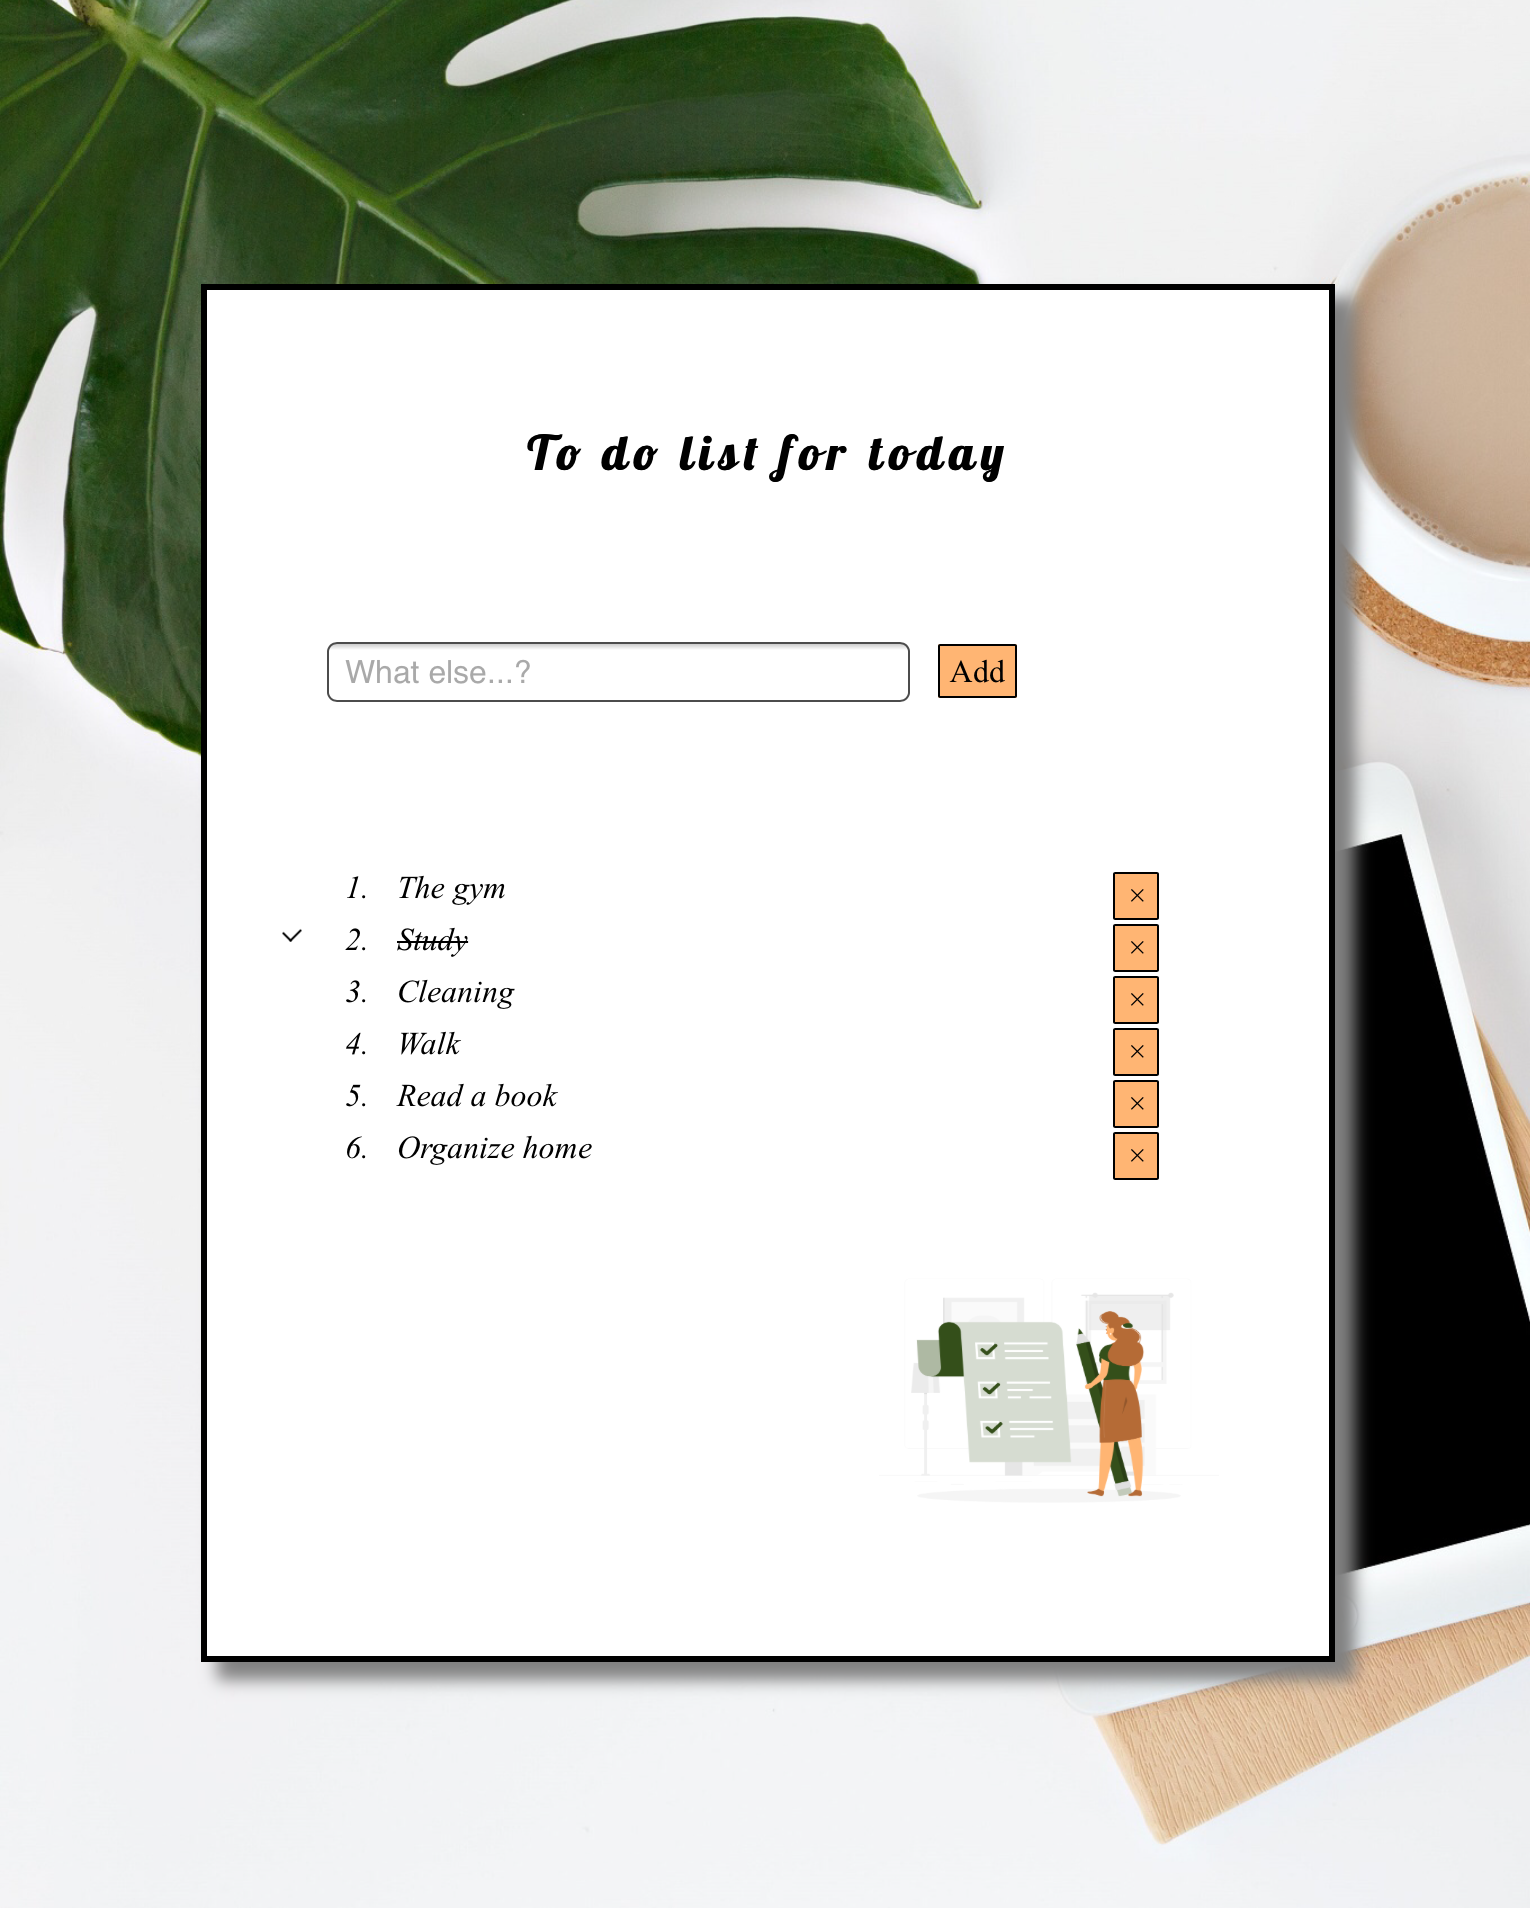 To do list for today
What else...?
Add
1. The gym
2. Study
3. Cleaning
4. Walk
5. Read a book
6. Organize home